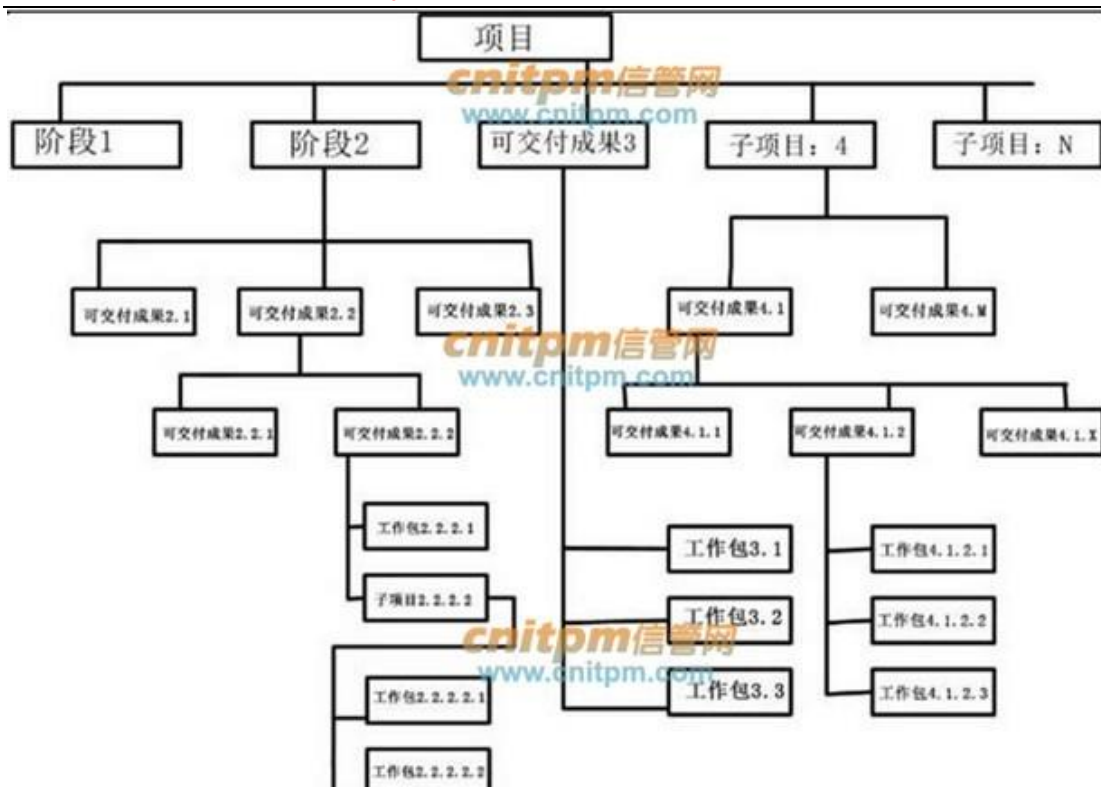 项目
cnitpm信管网
www.cnitpm.com
阶段1
阶段2
可交付成果3
子项目：4
子项目：N
可交付成果2.1
可交付成果2.2
可交付成果2.3
可交付成果4.1
可交付成果4.M
cnitpm信管网
www.cnitpm.com
可交付成果2.2.1
可交付成果2.2.2
可交付成果4.1.1
可交付成果4.1.2
可交付成果4.1.X
工作包2.2.2.1
工作包3.1
工作包4.1.2.1
子项目2.2.2.2
工作包3.2
工作包4.1.2.2
cnitpm信管网
www.cnitpm.com
工作包2.2.2.2.1
工作包3.3
工作包4.1.2.3
工作包2.2.2.2.2